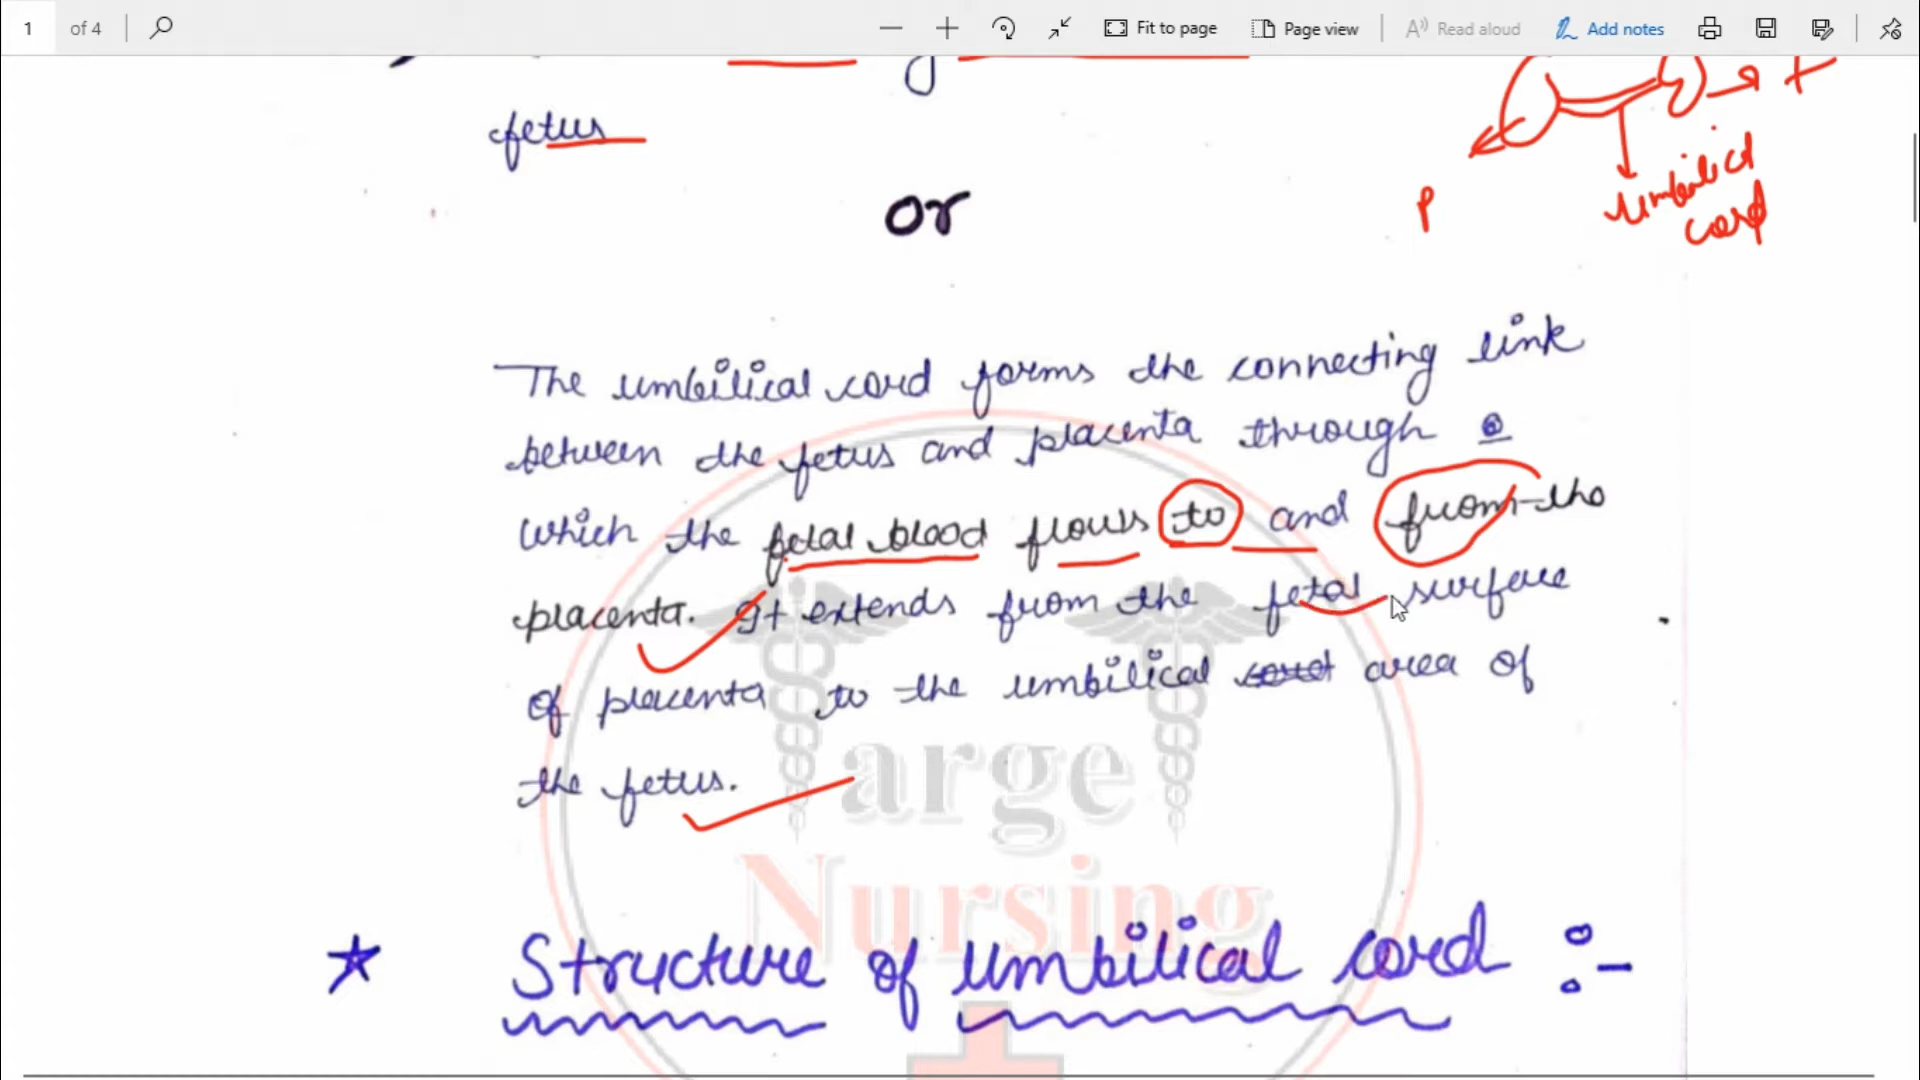 1 of 4 Fit to page Page view Read aloud Add notes
fetus
or
P
umbilicl
cord
The umbilical cord forms the connecting link
between the fetus and placenta through
which the fetal blood flows to and from the
placenta. It extends from the fetal surface
of placenta to the umbilical area of
the fetus.
arge
Nursing
Structure of umbilical cord :-